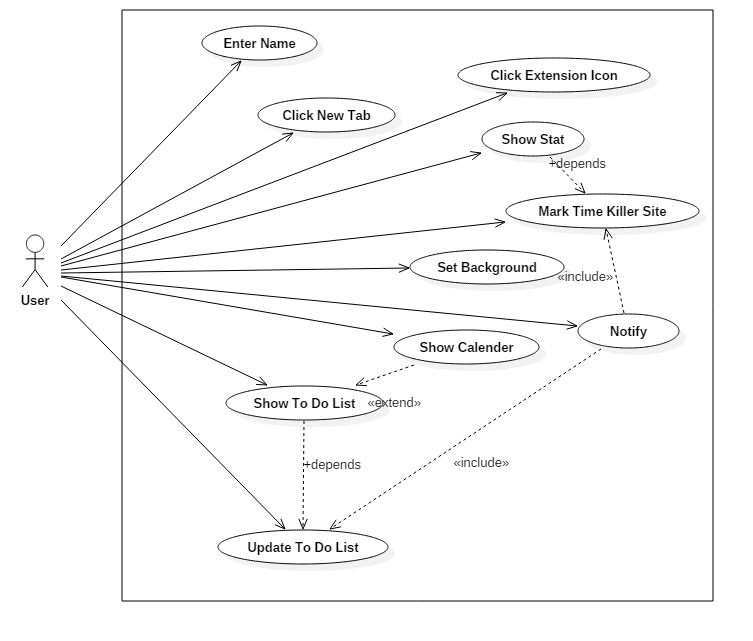 Enter Name
Click Extension Icon
Click New Tab
Show Stat
+depends
Mark Time Killer Site
Set Background
«include»
User
Notify
Show Calender
Show To Do List
«extend»
+depends
«include»
Update To Do List